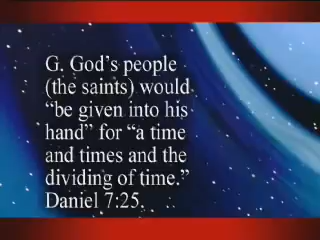 G. God's people
(the saints) would
“be given into his
hand” for “a time
and times and the
dividing of time.”
Daniel 7:25.